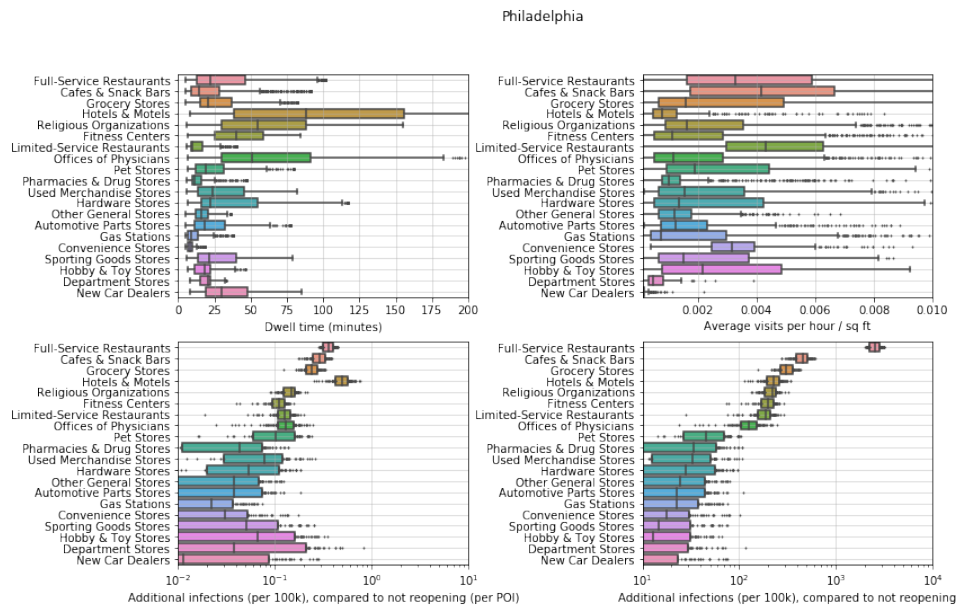 Philadelphia
Full-Service Restaurants
Cafes & Snack Bars
Grocery Stores
Hotels & Motels
Religious Organizations
Fitness Centers
Limited-Service Restaurants
Offices of Physicians
Pet Stores
Pharmacies & Drug Stores
Used Merchandise Stores
Hardware Stores
Other General Stores
Automotive Parts Stores
Gas Stations
Convenience Stores
Sporting Goods Stores
Hobby & Toy Stores
Department Stores
New Car Dealers
0 25 50 75 100 125 150 175 200
Dwell time (minutes)
Full-Service Restaurants
Cafes & Snack Bars
Grocery Stores
Hotels & Motels
Religious Organizations
Fitness Centers
Limited-Service Restaurants
Offices of Physicians
Pet Stores
Pharmacies & Drug Stores
Used Merchandise Stores
Hardware Stores
Other General Stores
Automotive Parts Stores
Gas Stations
Convenience Stores
Sporting Goods Stores
Hobby & Toy Stores
Department Stores
New Car Dealers
0.002 0.004 0.006 0.008 0.010
Average visits per hour / sq ft
Full-Service Restaurants
Cafes & Snack Bars
Grocery Stores
Hotels & Motels
Religious Organizations
Fitness Centers
Limited-Service Restaurants
Offices of Physicians
Pet Stores
Pharmacies & Drug Stores
Used Merchandise Stores
Hardware Stores
Other General Stores
Automotive Parts Stores
Gas Stations
Convenience Stores
Sporting Goods Stores
Hobby & Toy Stores
Department Stores
New Car Dealers
10⁻² 10⁻¹ 10⁰ 10¹
Additional infections (per 100k), compared to not reopening (per POI)
Full-Service Restaurants
Cafes & Snack Bars
Grocery Stores
Hotels & Motels
Religious Organizations
Fitness Centers
Limited-Service Restaurants
Offices of Physicians
Pet Stores
Pharmacies & Drug Stores
Used Merchandise Stores
Hardware Stores
Other General Stores
Automotive Parts Stores
Gas Stations
Convenience Stores
Sporting Goods Stores
Hobby & Toy Stores
Department Stores
New Car Dealers
10¹ 10² 10³ 10⁴
Additional infections (per 100k), compared to not reopening